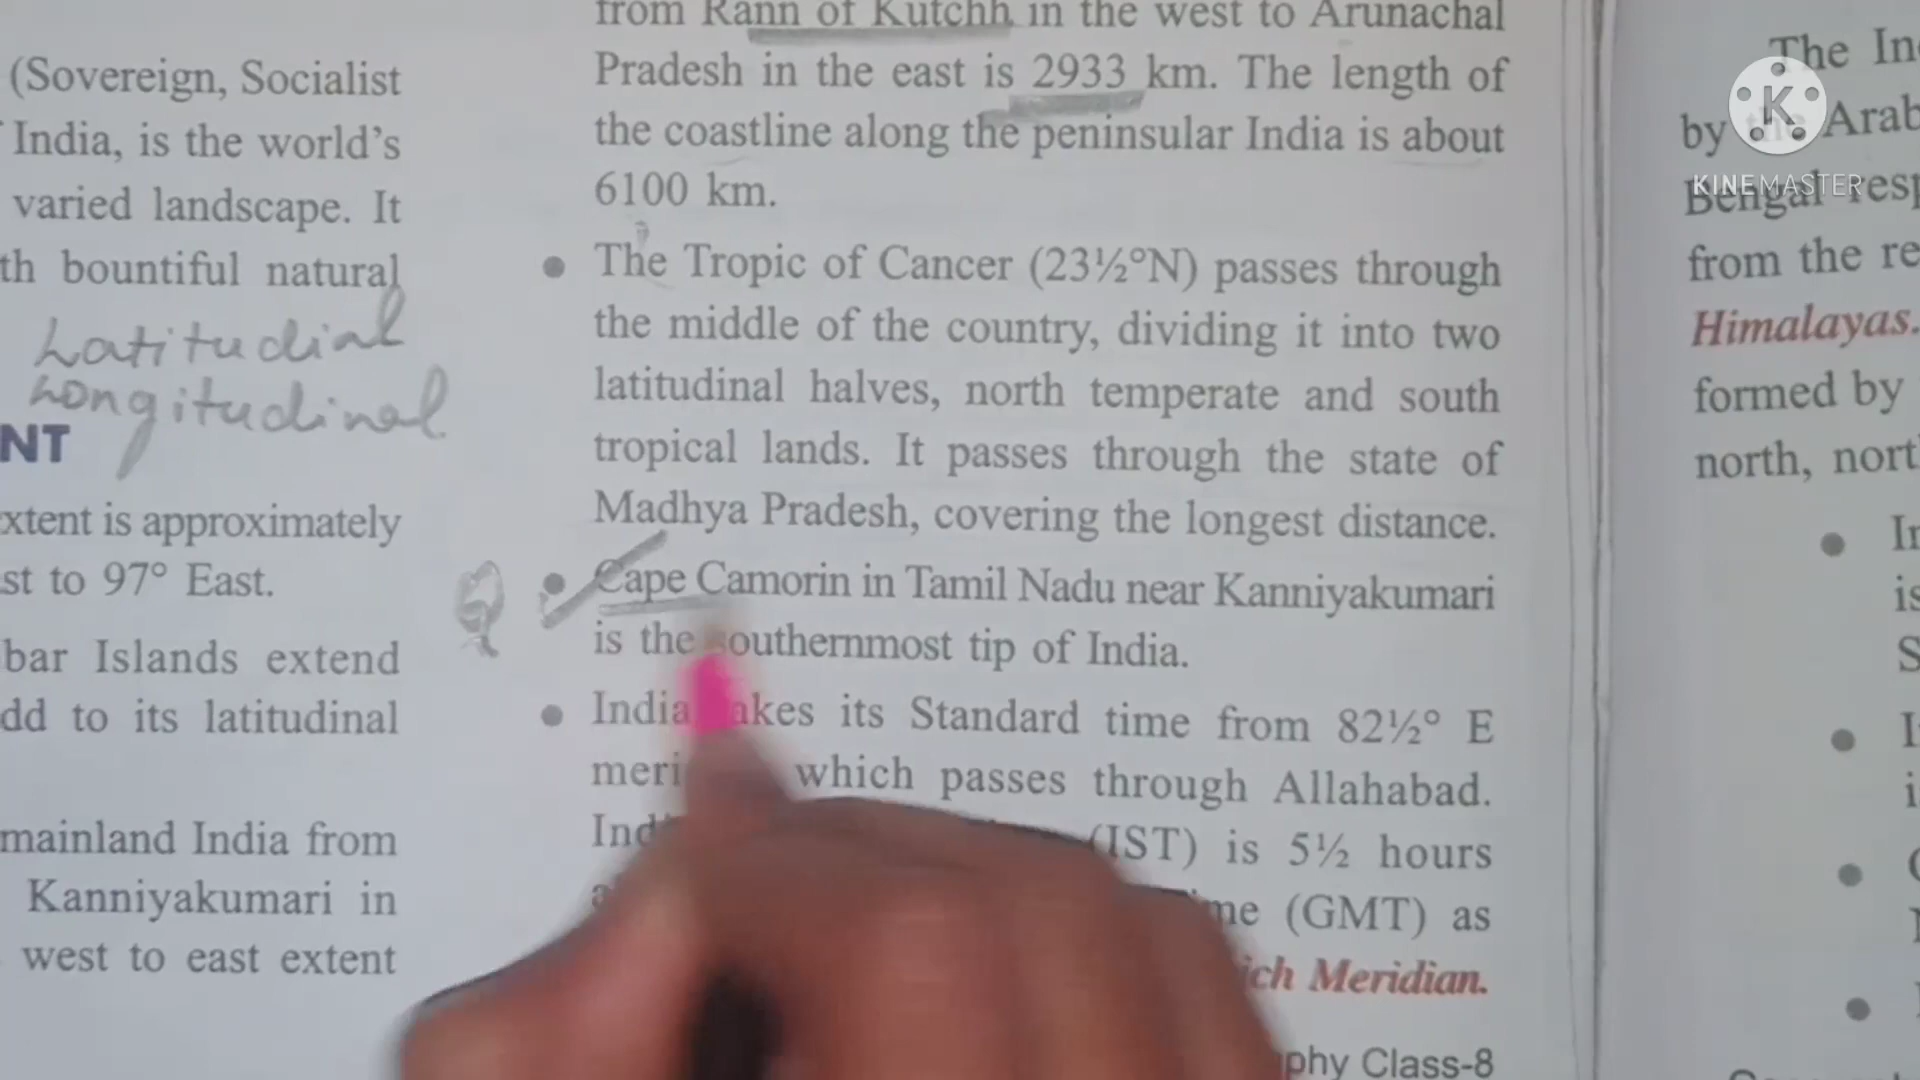 (Sovereign, Socialist
India, is the world's
varied landscape. It
th bountiful natural
Latitudial
Longitudinal
NT
xtent is approximately
st to 97° East.
bar Islands extend
dd to its latitudinal
mainland India from
Kanniyakumari in
west to east extent
from Rann of Kutchh in the west to Arunachal
Pradesh in the east is 2933 km. The length of
the coastline along the peninsular India is about
6100 km.
• The Tropic of Cancer (23½°N) passes through
the middle of the country, dividing it into two
latitudinal halves, north temperate and south
tropical lands. It passes through the state of
Madhya Pradesh, covering the longest distance.
Q
• Cape Camorin in Tamil Nadu near Kanniyakumari
is the southernmost tip of India.
• India akes its Standard time from 82½° E
meri which passes through Allahabad.
Ind (IST) is 5½ hours
me (GMT) as
ich Meridian.
phy Class-8
The In
by the Arab
Bengal resp
from the re
Himalayas.
formed by
north, nort
• In
is
S
• I
i
•
•
K
KINEMASTER